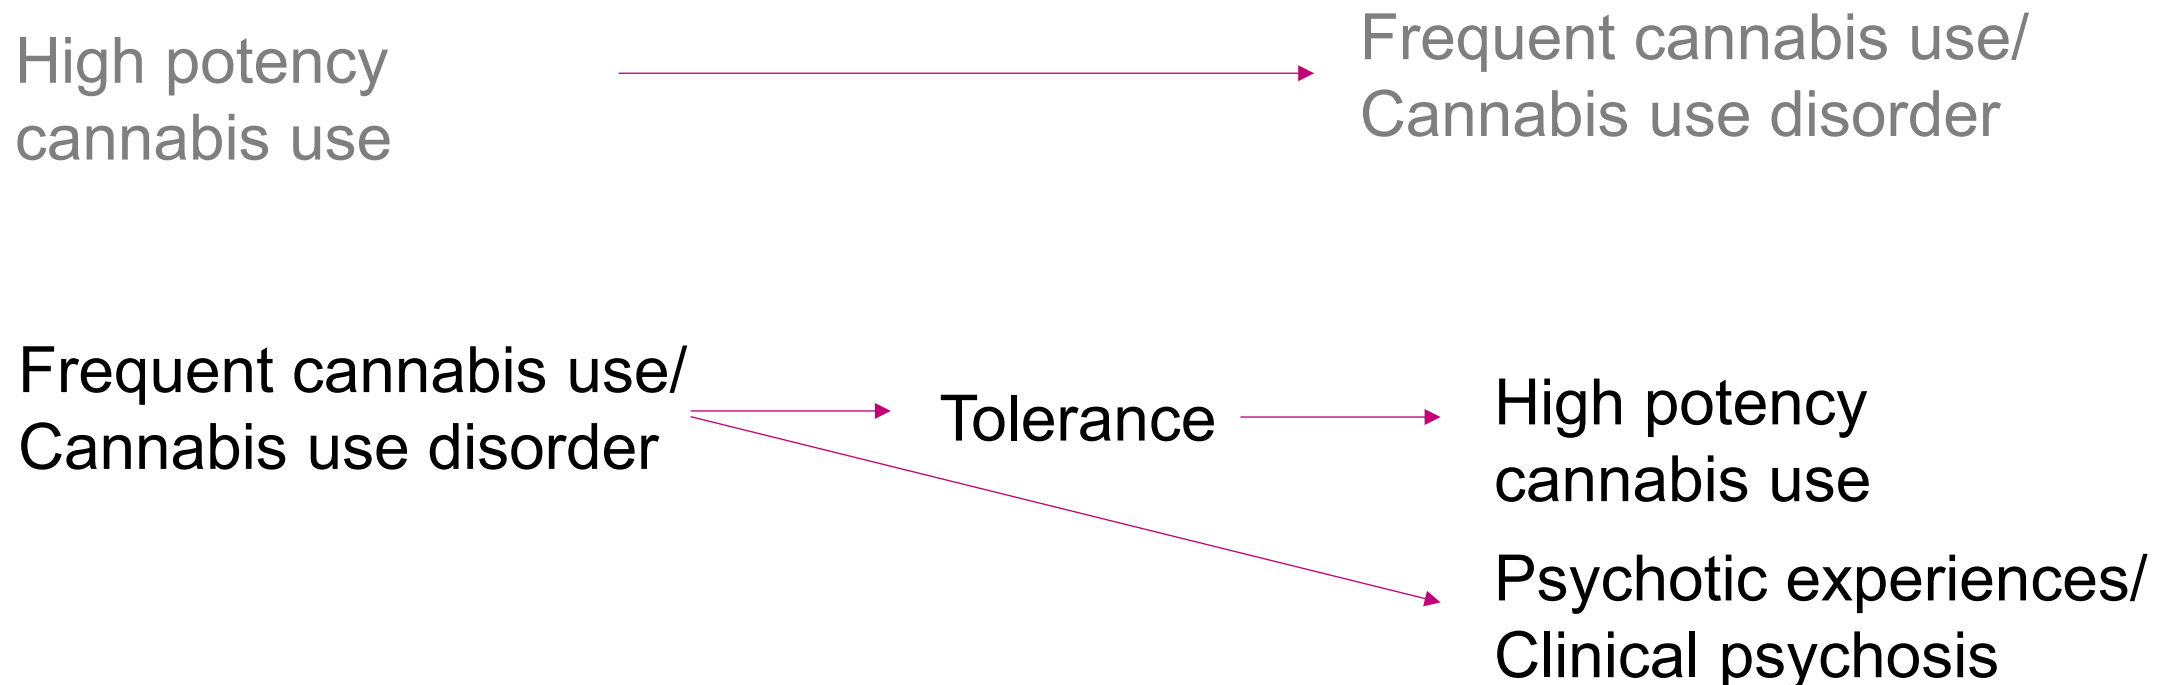 High potency
cannabis use
Frequent cannabis use/
Cannabis use disorder
Frequent cannabis use/
Cannabis use disorder
Tolerance
High potency
cannabis use
Psychotic experiences/
Clinical psychosis